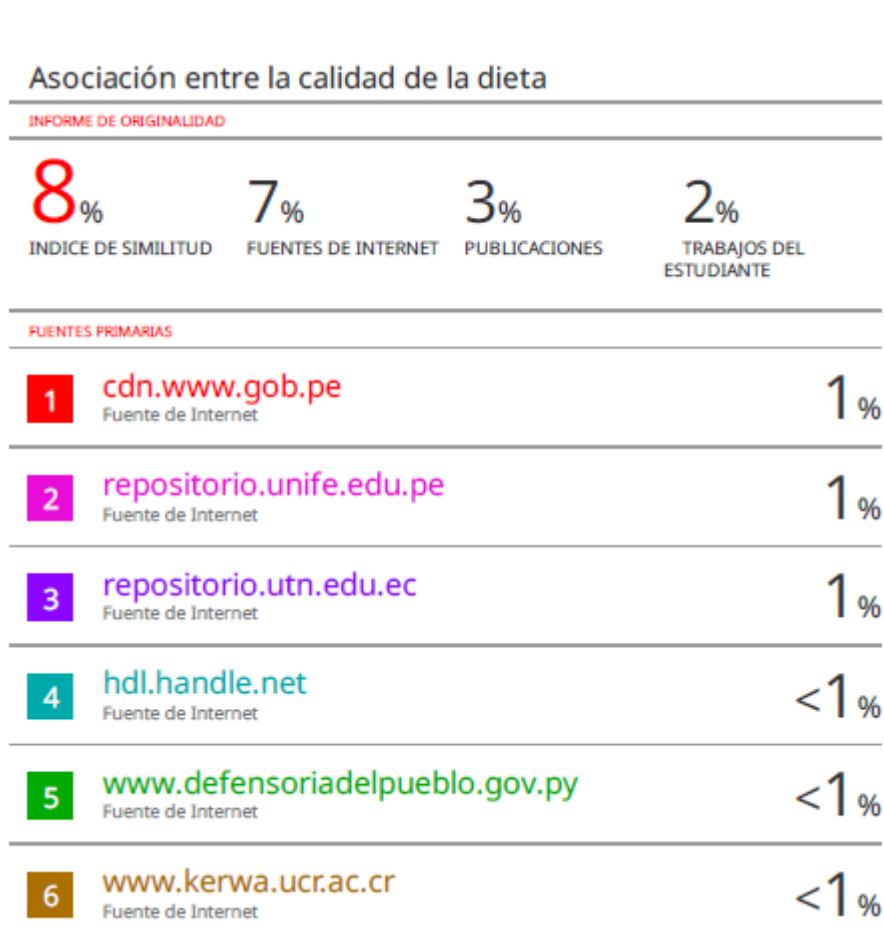 Asociación entre la calidad de la dieta
INFORME DE ORIGINALIDAD
8% 7% 3% 2%
INDICE DE SIMILITUD FUENTES DE INTERNET PUBLICACIONES TRABAJOS DEL
ESTUDIANTE
FUENTES PRIMARIAS
1 cdn.www.gob.pe 1%
Fuente de Internet
2 repositorio.unife.edu.pe 1%
Fuente de Internet
3 repositorio.utn.edu.ec 1%
Fuente de Internet
4 hdl.handle.net <1%
Fuente de Internet
5 www.defensoriadelpueblo.gov.py <1%
Fuente de Internet
6 www.kerwa.ucr.ac.cr <1%
Fuente de Internet